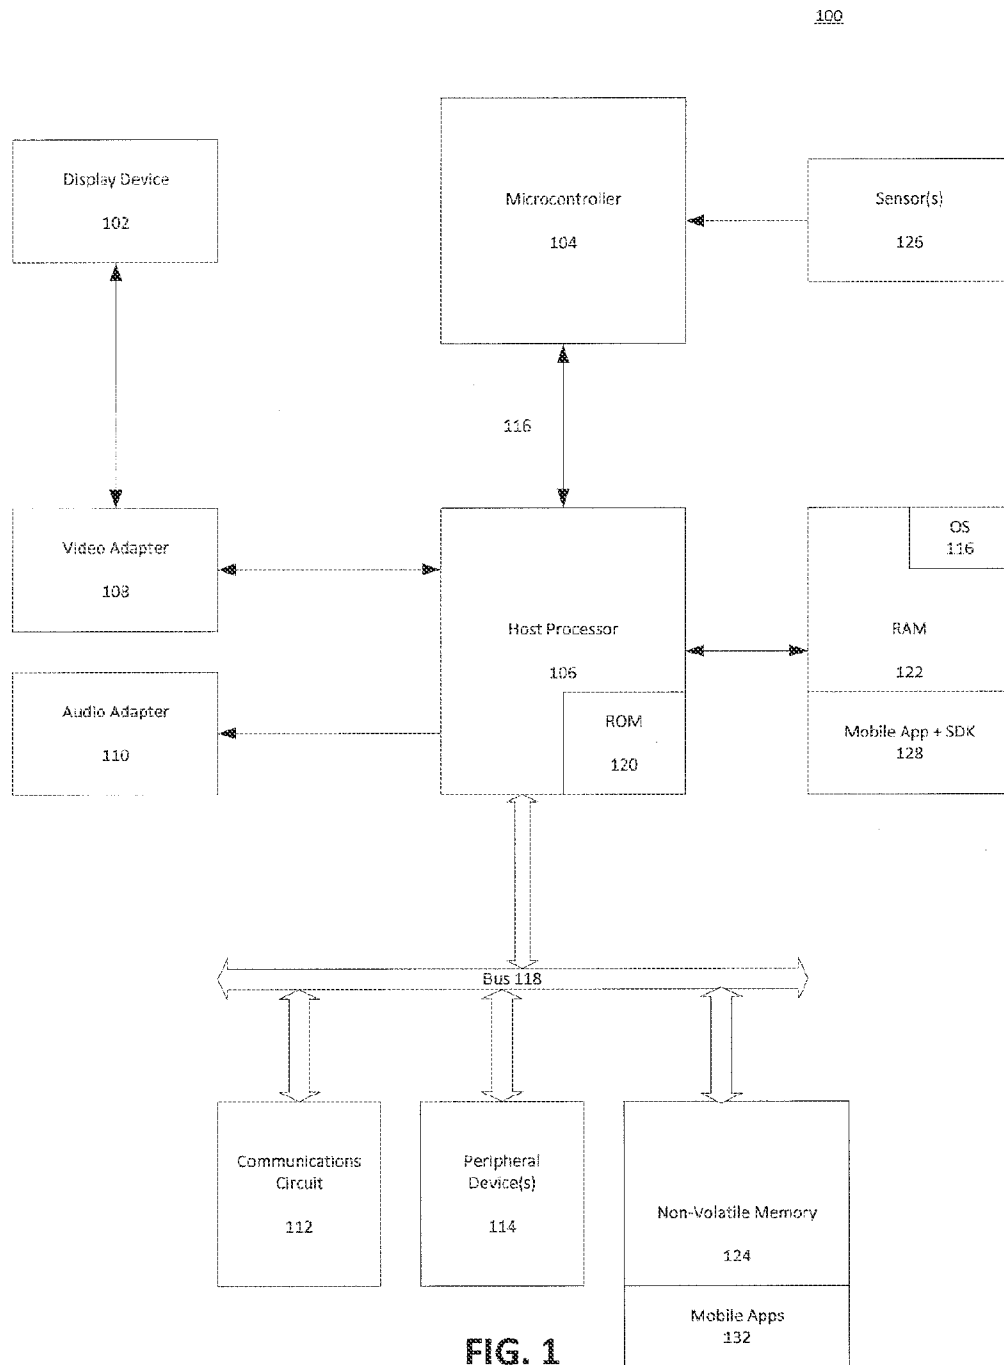 100
Display Device
102
Microcontroller
104
Sensor(s)
126
116
Video Adapter
108
Host Processor
106
ROM
120
OS
116
RAM
122
Mobile App + SDK
128
Audio Adapter
110
Bus 118
Communications
Circuit
112
Peripheral
Device(s)
114
Non-Volatile Memory
124
Mobile Apps
132
FIG. 1